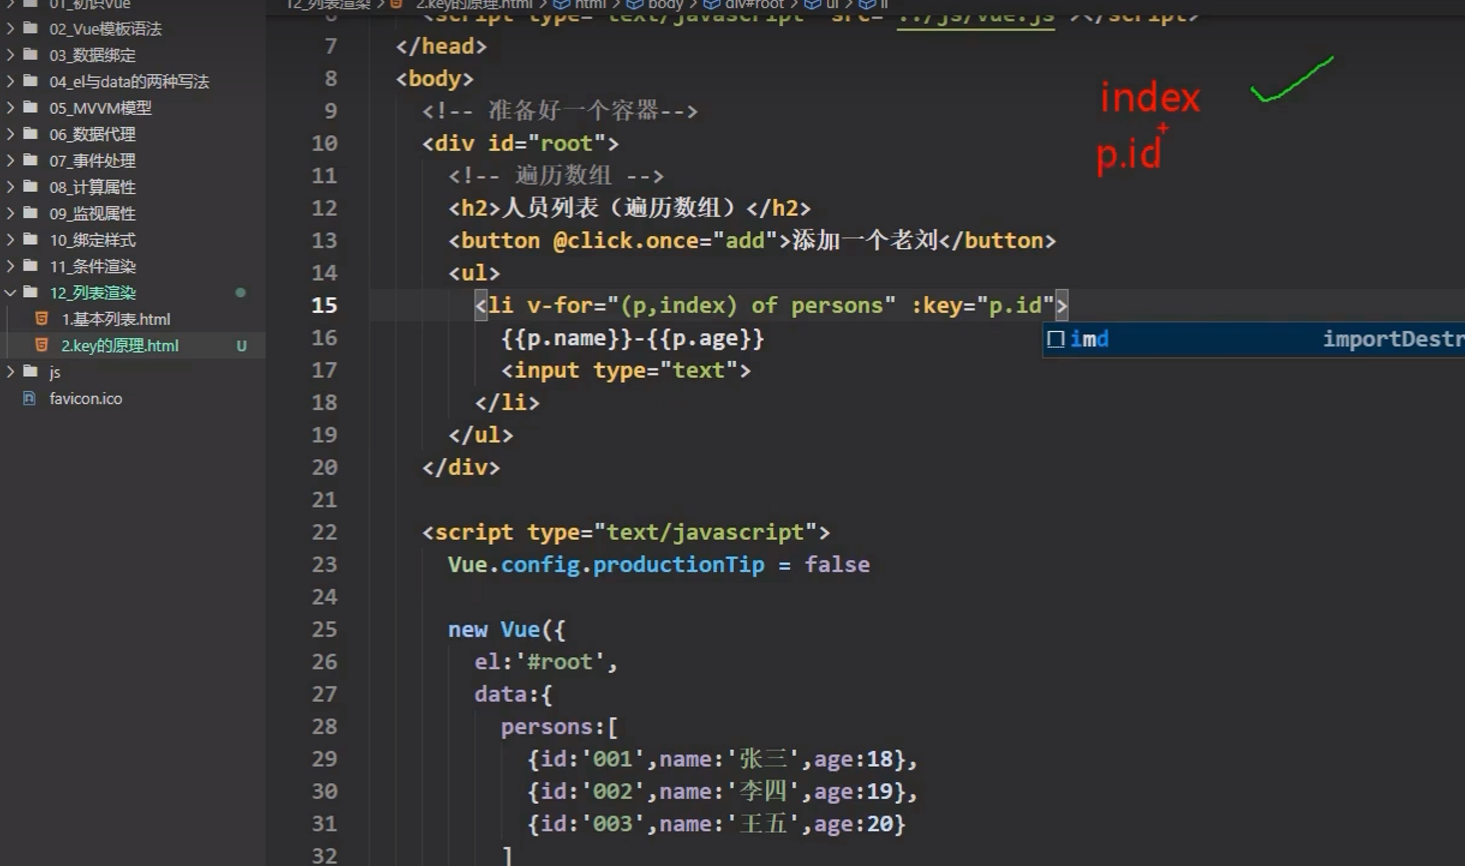 01_初识Vue
02_Vue模板语法
03_数据绑定
04_el与data的两种写法
05_MVVM模型
06_数据代理
07_事件处理
08_计算属性
09_监视属性
10_绑定样式
11_条件渲染
12_列表渲染
1.基本列表.html
2.key的原理.html U
js
favicon.ico
12_列表渲染 > 2.key的原理.html > html > body > div#root > ul > li
6 <script type="text/javascript" src="../js/vue.js"></script>
7 </head>
8 <body>
9 <!-- 准备好一个容器-->
10 <div id="root">
11 <!-- 遍历数组 -->
12 <h2>人员列表（遍历数组）</h2>
13 <button @click.once="add">添加一个老刘</button>
14 <ul>
15 <li v-for="(p,index) of persons" :key="p.id">
16 {{p.name}}-{{p.age}}
imd importDestr
17 <input type="text">
18 </li>
19 </ul>
20 </div>
21
22 <script type="text/javascript">
23 Vue.config.productionTip = false
24
25 new Vue({
26 el:'#root',
27 data:{
28 persons:[
29 {id:'001',name:'张三',age:18},
30 {id:'002',name:'李四',age:19},
31 {id:'003',name:'王五',age:20}
32 ]
index
p.id